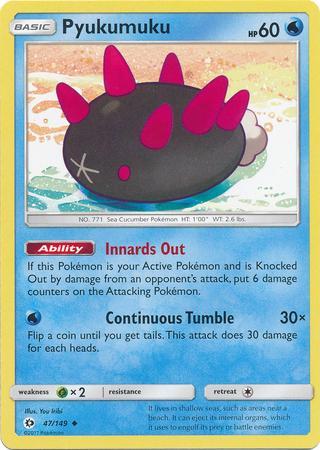 BASIC Pyukumuku HP 60
NO. 771 Sea Cucumber Pokémon HT: 1'00" WT: 2.6 lbs.
Ability Innards Out
If this Pokémon is your Active Pokémon and is Knocked
Out by damage from an opponent's attack, put 6
damage counters on the Attacking Pokémon.
Continuous Tumble 30×
Flip a coin until you get tails. This attack does 30 damage
for each heads.
weakness × 2 resistance retreat
Illus. You Iribi
47/149
©2017 Pokémon
It lives in shallow seas, such as areas near a
beach. It can eject its internal organs, which
it uses to engulf its prey or battle enemies.